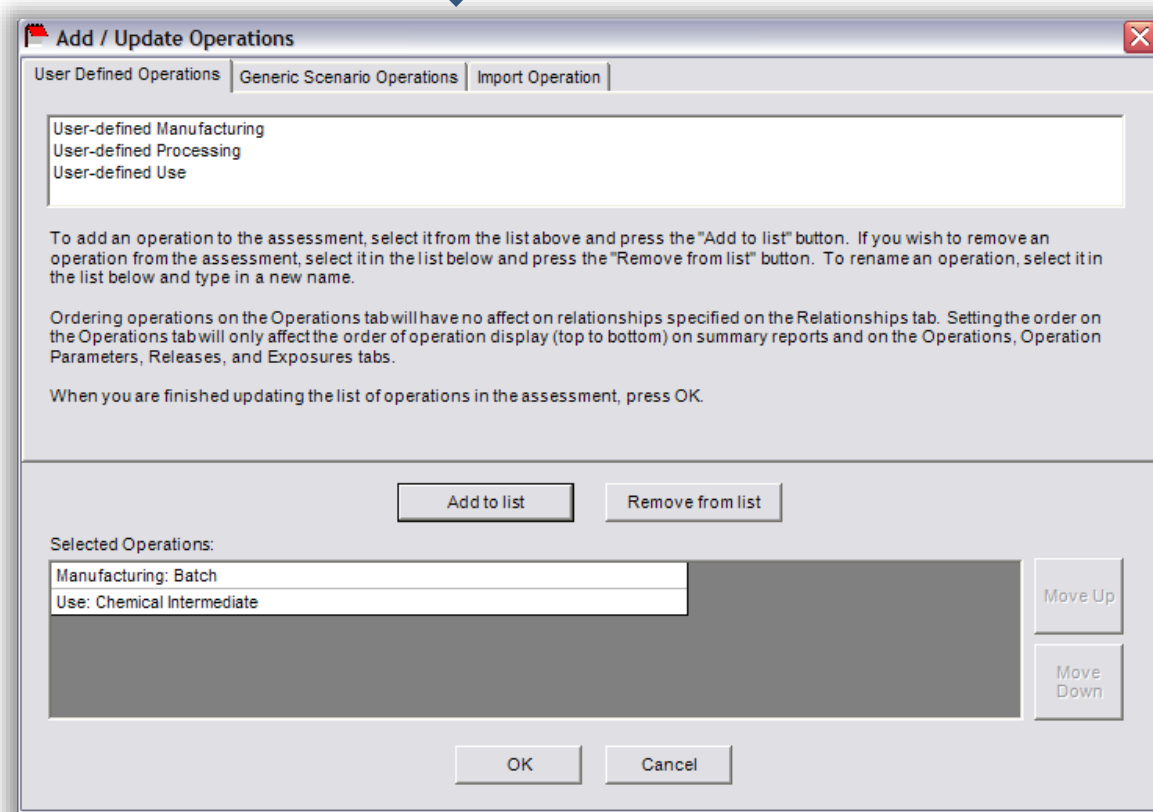 Add / Update Operations
User Defined Operations
Generic Scenario Operations
Import Operation
User-defined Manufacturing
User-defined Processing
User-defined Use
To add an operation to the assessment, select it from the list above and press the "Add to list" button. If you wish to remove an
operation from the assessment, select it in the list below and press the "Remove from list" button. To rename an operation, select it in
the list below and type in a new name.
Ordering operations on the Operations tab will have no affect on relationships specified on the Relationships tab. Setting the order on
the Operations tab will only affect the order of operation display (top to bottom) on summary reports and on the Operations, Operation
Parameters, Releases, and Exposures tabs.
When you are finished updating the list of operations in the assessment, press OK.
Add to list
Remove from list
Selected Operations:
Manufacturing: Batch
Use: Chemical Intermediate
Move Up
Move
Down
OK
Cancel